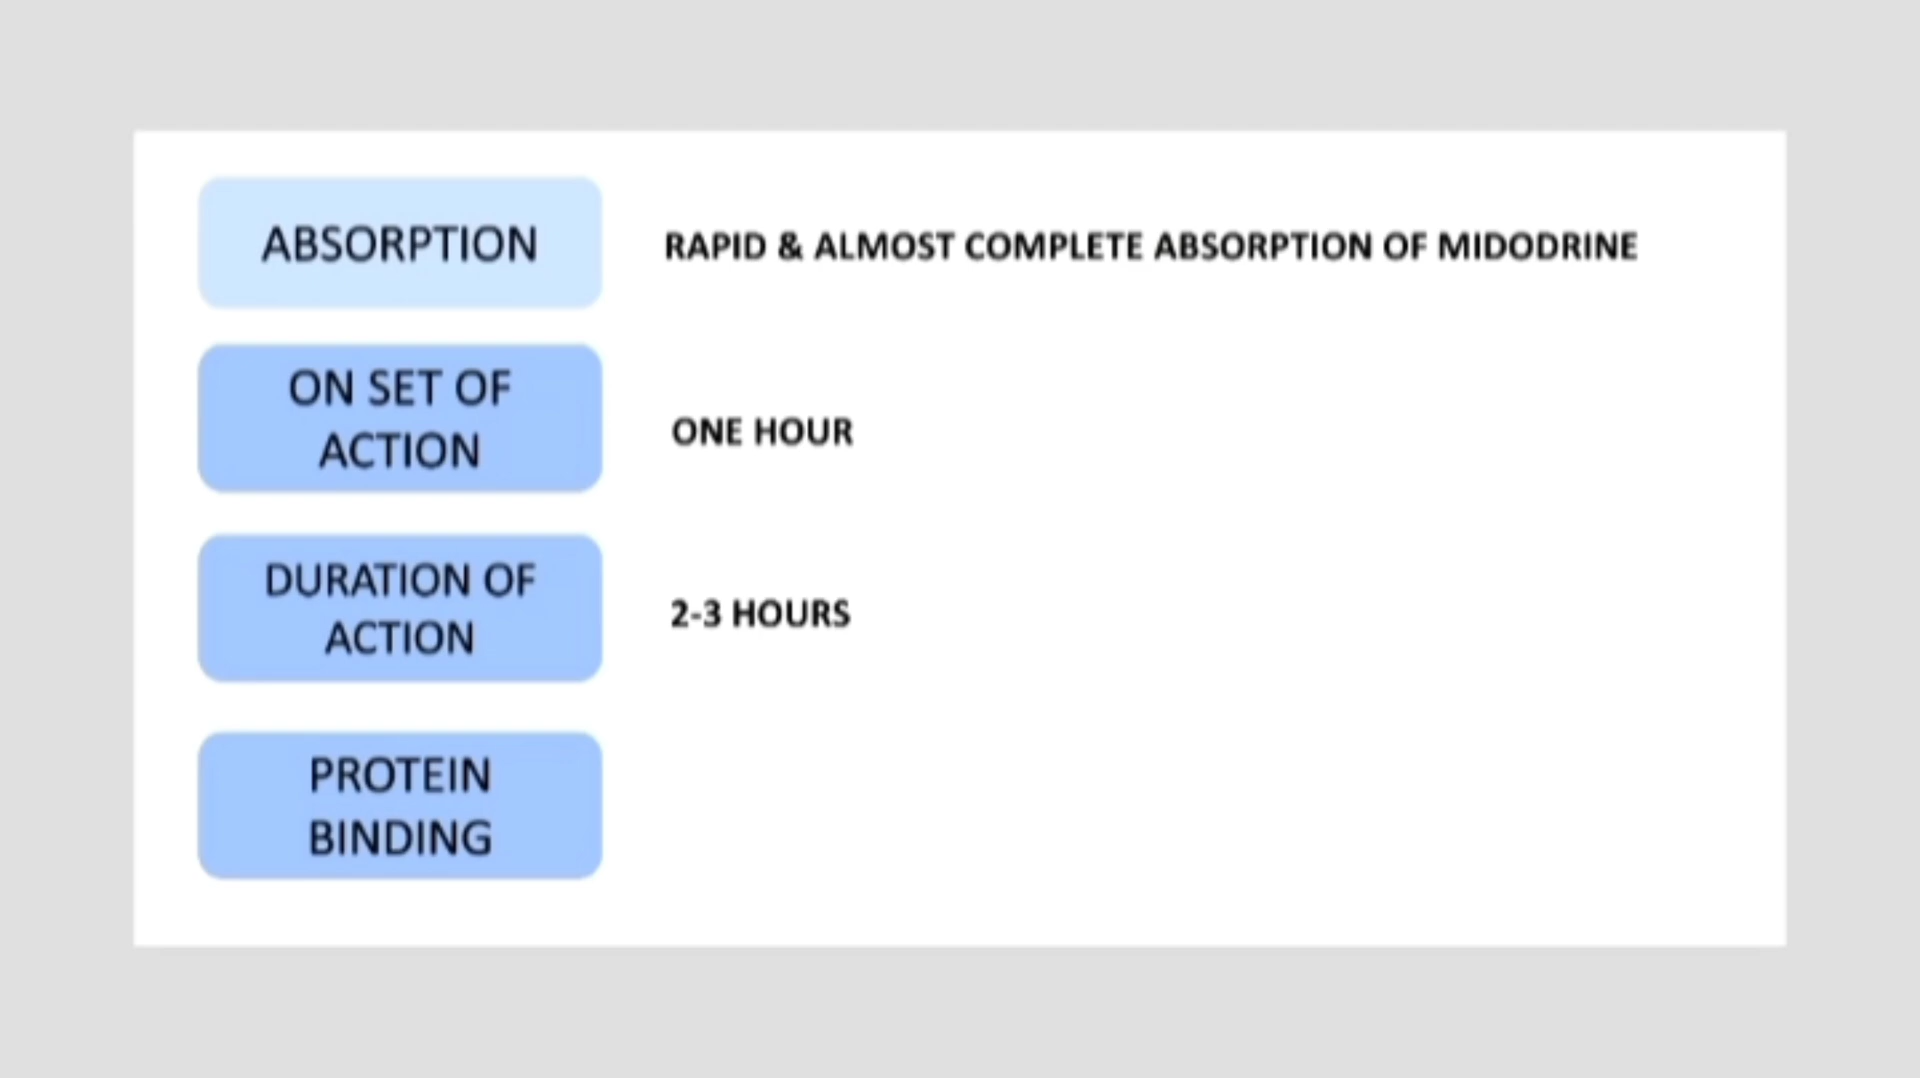 ABSORPTION
RAPID & ALMOST COMPLETE ABSORPTION OF MIDODRINE
ON SET OF
ACTION
ONE HOUR
DURATION OF
ACTION
2-3 HOURS
PROTEIN
BINDING